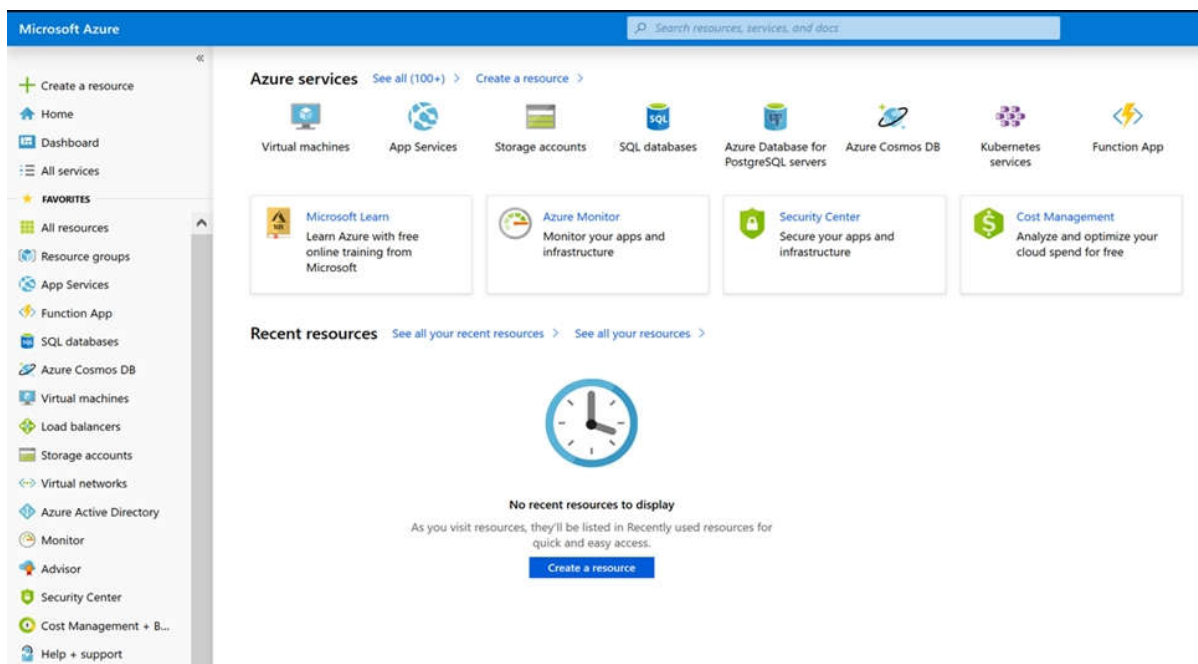 Microsoft Azure
Search resources, services, and docs
«
Create a resource
Home
Dashboard
All services
FAVORITES
All resources
Resource groups
App Services
Function App
SQL databases
Azure Cosmos DB
Virtual machines
Load balancers
Storage accounts
Virtual networks
Azure Active Directory
Monitor
Advisor
Security Center
Cost Management + B...
Help + support
Azure services See all (100+) > Create a resource >
Virtual machines
App Services
Storage accounts
SQL
SQL databases
Azure Database for
PostgreSQL servers
Azure Cosmos DB
Kubernetes
services
Function App
Microsoft Learn
Learn Azure with free
online training from
Microsoft
Azure Monitor
Monitor your apps and
infrastructure
Security Center
Secure your apps and
infrastructure
$
Cost Management
Analyze and optimize your
cloud spend for free
Recent resources See all your recent resources > See all your resources >
No recent resources to display
As you visit resources, they'll be listed in Recently used resources for
quick and easy access.
Create a resource